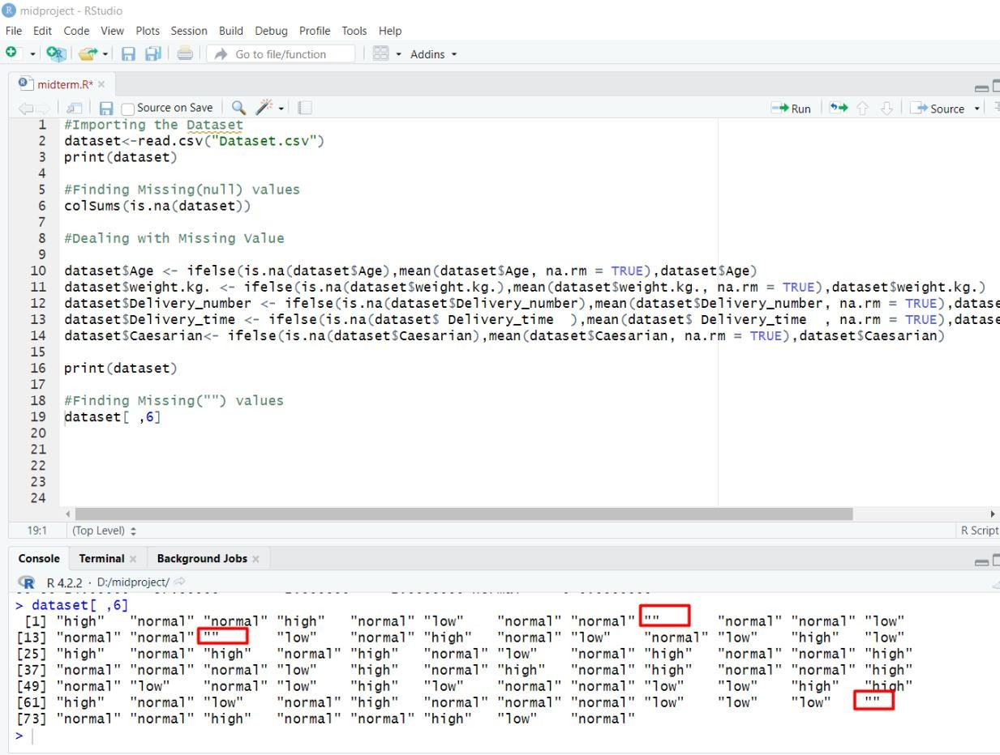 midproject - RStudio
File Edit Code View Plots Session Build Debug Profile Tools Help
Go to file/function Addins
midterm.R*
Source on Save Run Source
1 #Importing the Dataset
2 dataset<-read.csv("Dataset.csv")
3 print(dataset)
4
5 #Finding Missing(null) values
6 colSums(is.na(dataset))
7
8 #Dealing with Missing Value
9
10 dataset$Age <- ifelse(is.na(dataset$Age),mean(dataset$Age, na.rm = TRUE),dataset$Age)
11 dataset$weight.kg. <- ifelse(is.na(dataset$weight.kg.),mean(dataset$weight.kg., na.rm = TRUE),dataset$weight.kg.)
12 dataset$Delivery_number <- ifelse(is.na(dataset$Delivery_number),mean(dataset$Delivery_number, na.rm = TRUE),datase
13 dataset$Delivery_time <- ifelse(is.na(dataset$ Delivery_time  ),mean(dataset$ Delivery_time  , na.rm = TRUE),datase
14 dataset$Caesarian<- ifelse(is.na(dataset$Caesarian),mean(dataset$Caesarian, na.rm = TRUE),dataset$Caesarian)
15
16 print(dataset)
17
18 #Finding Missing("") values
19 dataset[ ,6]
20
21
22
23
24
19:1 (Top Level) R Script
Console Terminal Background Jobs
R 4.2.2 · D:/midproject/
> dataset[ ,6]
[1] "high" "normal" "normal" "high" "normal" "low" "normal" "normal" "" "normal" "normal" "low"
[13] "normal" "normal" "" "low" "normal" "high" "normal" "low" "normal" "low" "high" "low"
[25] "high" "normal" "high" "normal" "high" "normal" "low" "normal" "high" "normal" "low" "high"
[37] "normal" "normal" "normal" "low" "high" "normal" "high" "normal" "high" "normal" "normal" "high"
[49] "normal" "low" "normal" "low" "high" "low" "normal" "normal" "low" "low" "high" "high"
[61] "high" "normal" "low" "normal" "high" "normal" "normal" "normal" "low" "low" "low" ""
[73] "normal" "normal" "high" "normal" "normal" "high" "low" "normal"
>